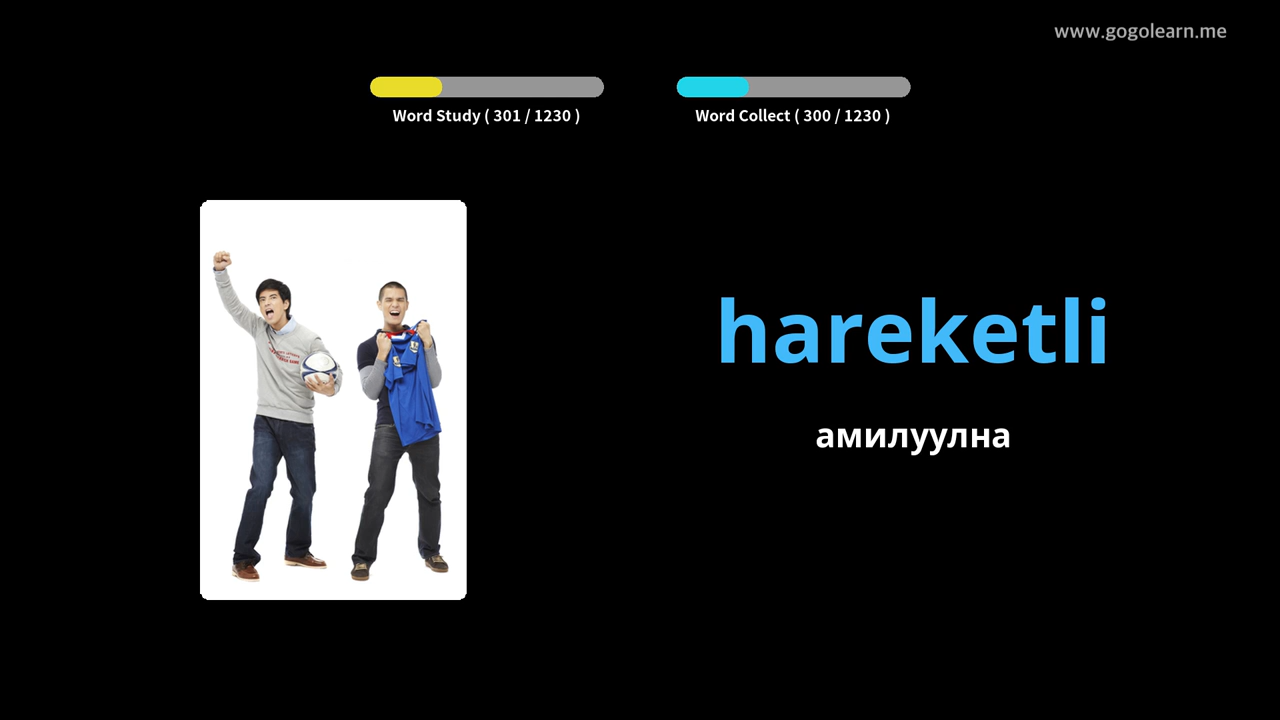 www.gogolearn.me
Word Study ( 301 / 1230 )
Word Collect ( 300 / 1230 )
hareketli
амилуулна